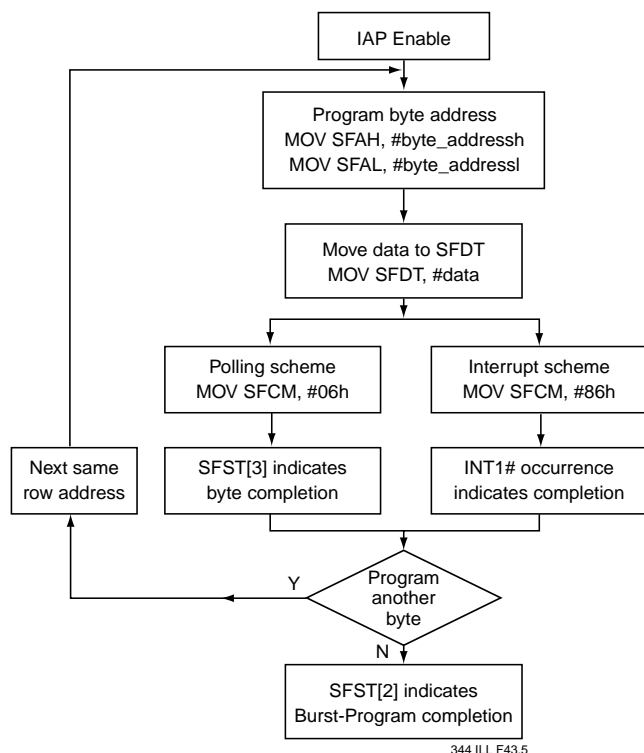 IAP Enable
Program byte address
MOV SFAH, #byte_addressh
MOV SFAL, #byte_addressl
Move data to SFDT
MOV SFDT, #data
Polling scheme
MOV SFCM, #06h
Interrupt scheme
MOV SFCM, #86h
Next same
row address
SFST[3] indicates
byte completion
INT1# occurrence
indicates completion
Y
Program
another
byte
N
SFST[2] indicates
Burst-Program completion
344 ILL F43.5